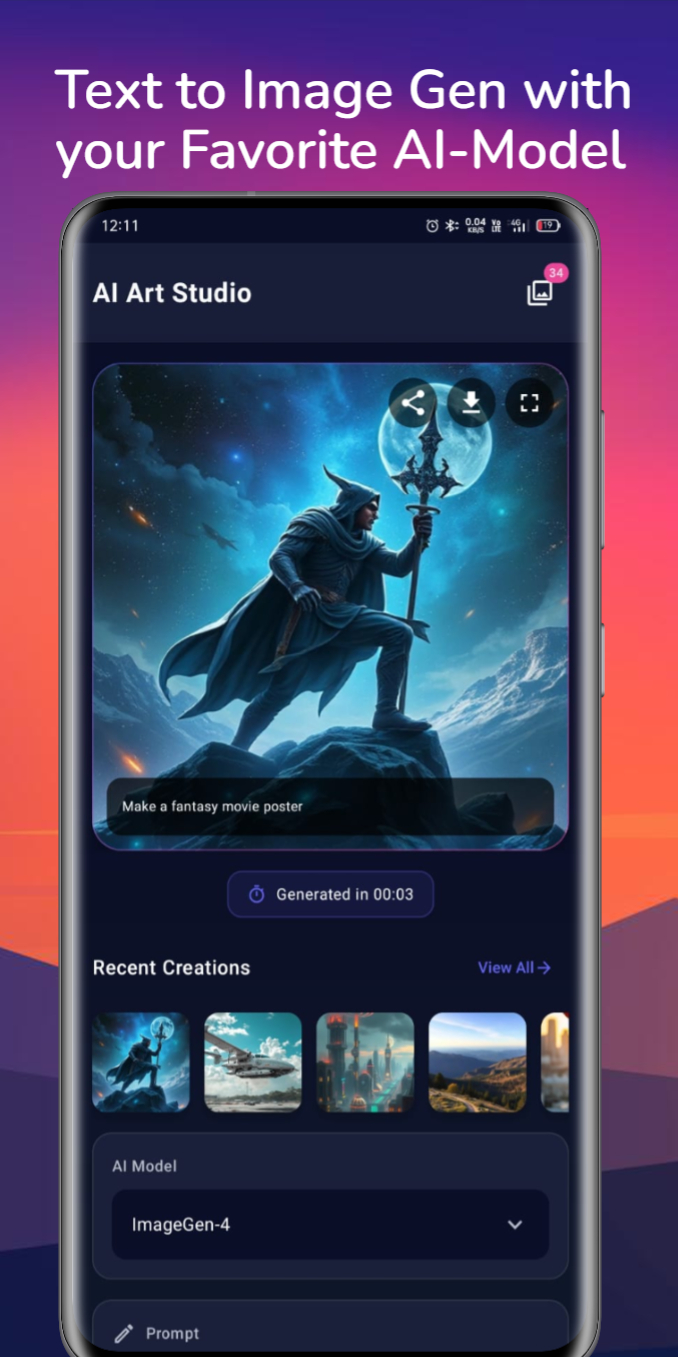 Text to Image Gen with
your Favorite AI-Model
12:11
0.04 KB/S
Vo LTE
4G
19
AI Art Studio
34
Make a fantasy movie poster
Generated in 00:03
Recent Creations
View All
AI Model
ImageGen-4
Prompt